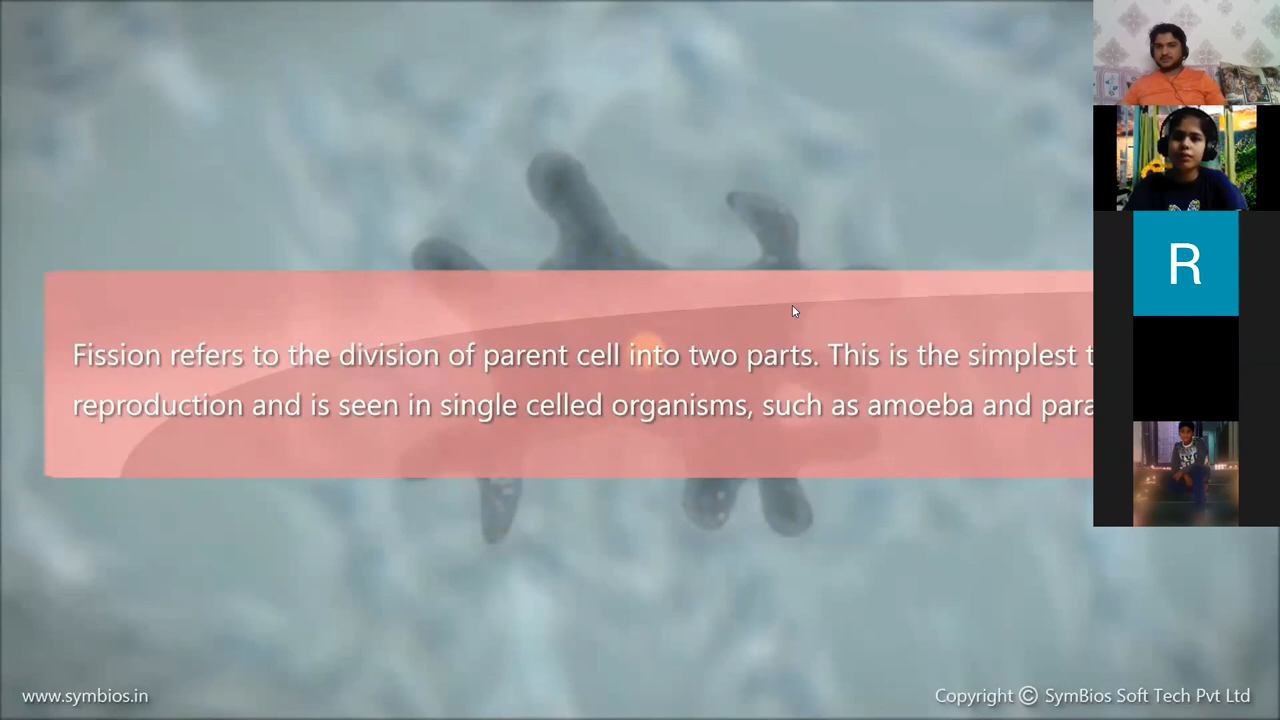 Fission refers to the division of parent cell into two parts. This is the simplest
reproduction and is seen in single celled organisms, such as amoeba and
R
www.symbios.in
Copyright © SymBios Soft Tech Pvt Ltd